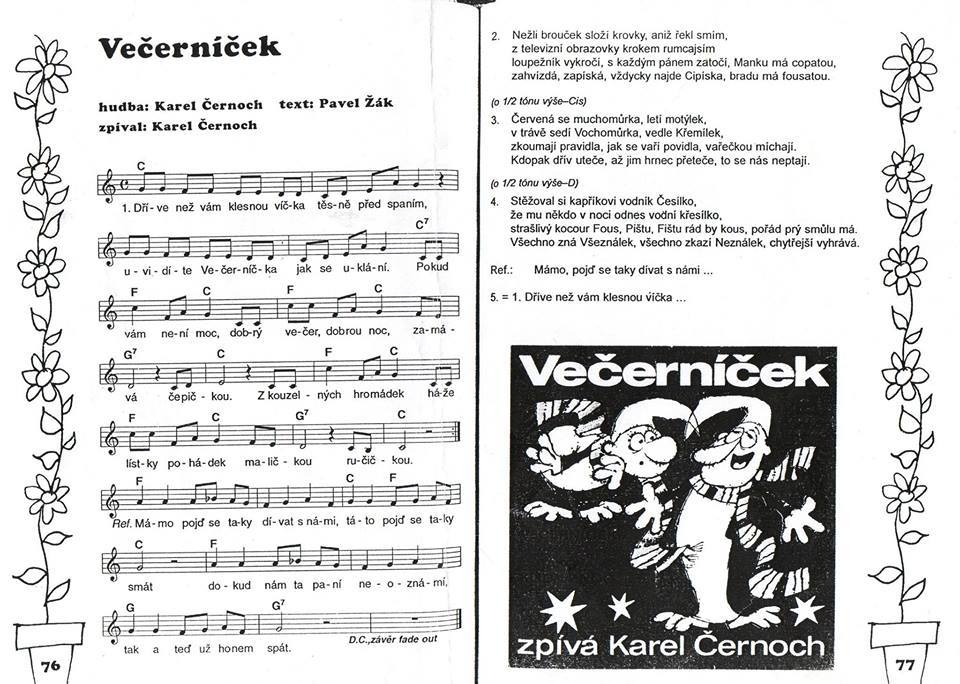 Večerníček
hudba: Karel Černoch text: Pavel Žák
zpíval: Karel Černoch
C
1. Dří- ve než vám klesnou víčka těs-ně před spaním,
C7
u - vi - dí - te Ve-čer-níč-ka jak se u-klá-ní. Pokud
F C F C
vám ne-ní moc, dob-rý ve-čer, dobrou noc, za-má -
G7 C F C
vá čepič - kou. Z kouzel - ných hromádek há-že
F C G7 C
líst-ky po-há-dek ma-lič - kou ru-čič - kou.
F C F
Ref. Má-mo pojď se ta-ky dí-vat s ná-mi, tá-to pojď se ta-ky
C F
smát do-kud nám ta pa-ní ne-o-zná-mí,
G G7
tak a teď už honem spát. D.C.,závěr fade out
76
2. Nežli brouček složí krovky, aniž řekl smím,
z televizní obrazovky krokem rumcajsím
loupežník vykročí, s každým pánem zatočí, Manku má copatou,
zahvízdá, zapíská, vždycky najde Cipíska, bradu má fousatou.
(o 1/2 tónu výše–Cis)
3. Červená se muchomůrka, letí motýlek,
v trávě sedí Vochomůrka, vedle Křemílek,
zkoumají pravidla, jak se vaří povidla, vařečkou míchají.
Kdopak dřív uteče, až jim hrnec přeteče, to se nás neptají.
(o 1/2 tónu výše–D)
4. Stěžoval si kapříkovi vodník Česílko,
že mu někdo v noci odnes vodní křesílko,
strašlivý kocour Fous, Píštu, Fištu rád by kous, pořád prý smůlu má.
Všechno zná Všeználek, všechno zkazí Neználek, chytřejší vyhrává.
Ref.: Mámo, pojď se taky dívat s námi ...
5. = 1. Dříve než vám klesnou víčka ...
Večerníček
zpívá Karel Černoch
77